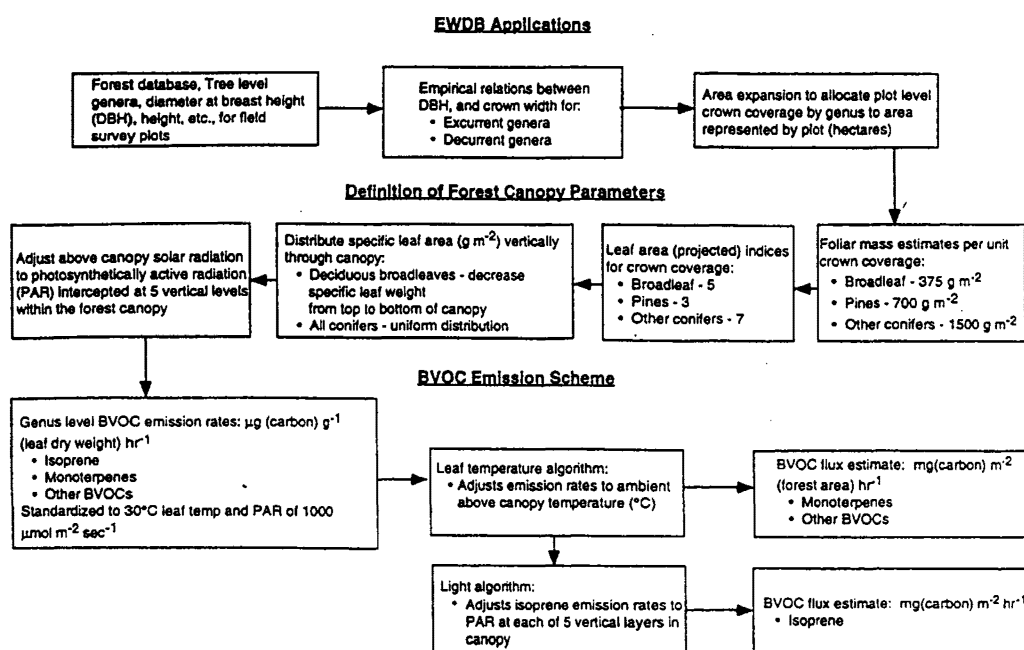 EWDB Applications
Forest database, Tree level
genera, diameter at breast height
(DBH), height, etc., for field
survey plots
Empirical relations between
DBH, and crown width for:
• Excurrent genera
• Decurrent genera
Area expansion to allocate plot level
crown coverage by genus to area
represented by plot (hectares)
Definition of Forest Canopy Parameters
Adjust above canopy solar radiation
to photosynthetically active radiation
(PAR) intercepted at 5 vertical levels
within the forest canopy
Distribute specific leaf area (g m⁻²) vertically
through canopy:
• Deciduous broadleaves - decrease
specific leaf weight
from top to bottom of canopy
• All conifers - uniform distribution
Leaf area (projected) indices
for crown coverage:
• Broadleaf - 5
• Pines - 3
• Other conifers - 7
Foliar mass estimates per unit
crown coverage:
• Broadleaf - 375 g m⁻²
• Pines - 700 g m⁻²
• Other conifers - 1500 g m⁻²
BVOC Emission Scheme
Genus level BVOC emission rates: µg (carbon) g⁻¹
(leaf dry weight) hr⁻¹
• Isoprene
• Monoterpenes
• Other BVOCs
Standardized to 30°C leaf temp and PAR of 1000
µmol m⁻² sec⁻¹
Leaf temperature algorithm:
• Adjusts emission rates to ambient
above canopy temperature (°C)
BVOC flux estimate: mg(carbon) m⁻²
(forest area) hr⁻¹
• Monoterpenes
• Other BVOCs
Light algorithm:
• Adjusts isoprene emission rates to
PAR at each of 5 vertical layers in
canopy
BVOC flux estimate: mg(carbon) m⁻² hr⁻¹
• Isoprene